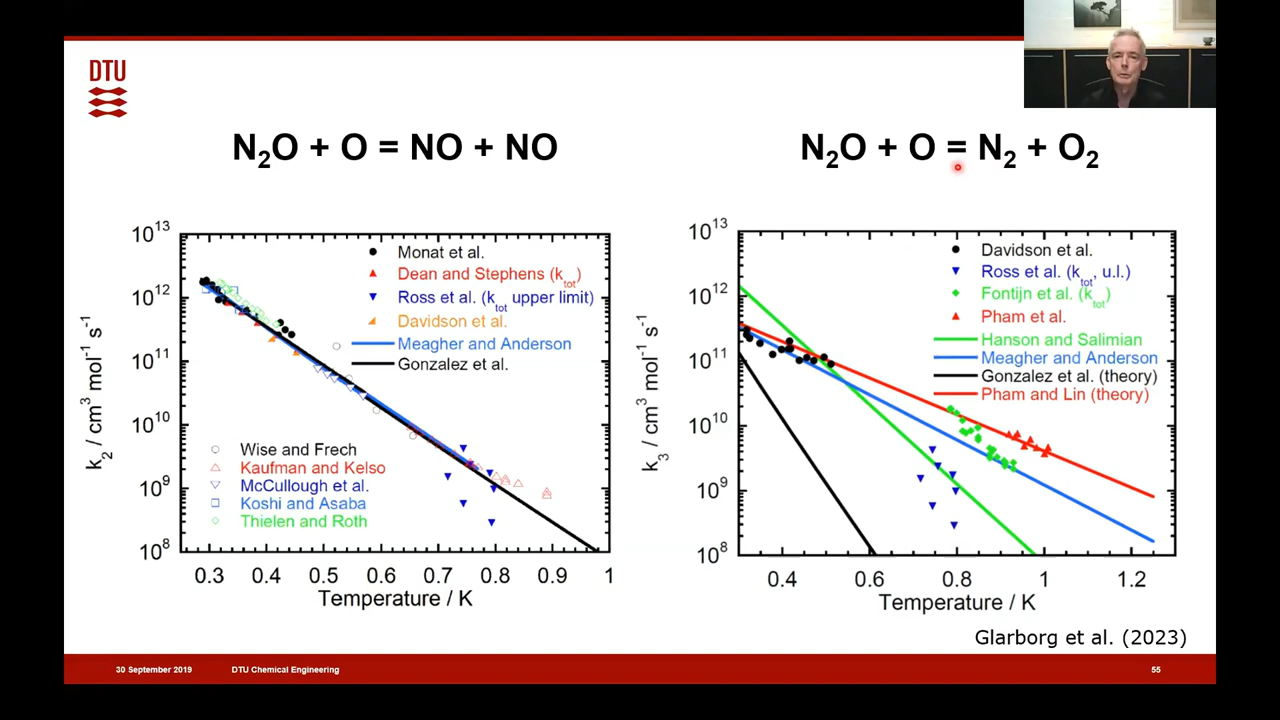 DTU
N2O + O = NO + NO
N2O + O = N2 + O2
10^13
10^12
10^11
10^10
10^9
10^8
k2 / cm^3 mol^-1 s^-1
Monat et al.
Dean and Stephens (ktot)
Ross et al. (ktot upper limit)
Davidson et al.
Meagher and Anderson
Gonzalez et al.
Wise and Frech
Kaufman and Kelso
McCullough et al.
Koshi and Asaba
Thielen and Roth
0.3 0.4 0.5 0.6 0.7 0.8 0.9 1
Temperature / K
10^13
10^12
10^11
10^10
10^9
10^8
k3 / cm^3 mol^-1 s^-1
Davidson et al.
Ross et al. (ktot, u.l.)
Fontijn et al. (ktot)
Pham et al.
Hanson and Salimian
Meagher and Anderson
Gonzalez et al. (theory)
Pham and Lin (theory)
0.4 0.6 0.8 1 1.2
Temperature / K
Glarborg et al. (2023)
30 September 2019 DTU Chemical Engineering 55